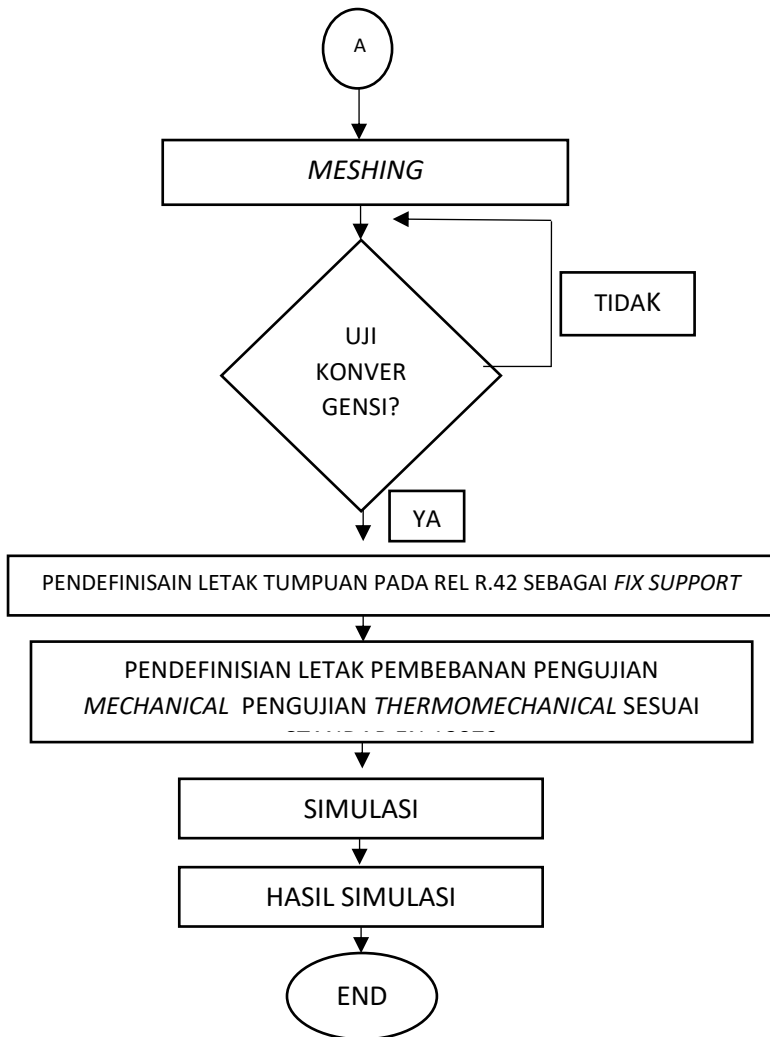 A
MESHING
TIDAK
UJI
KONVER
GENSI?
YA
PENDEFINISAIN LETAK TUMPUAN PADA REL R.42 SEBAGAI FIX SUPPORT
PENDEFINISIAN LETAK PEMBEBANAN PENGUJIAN
MECHANICAL PENGUJIAN THERMOMECHANICAL SESUAI
SIMULASI
HASIL SIMULASI
END